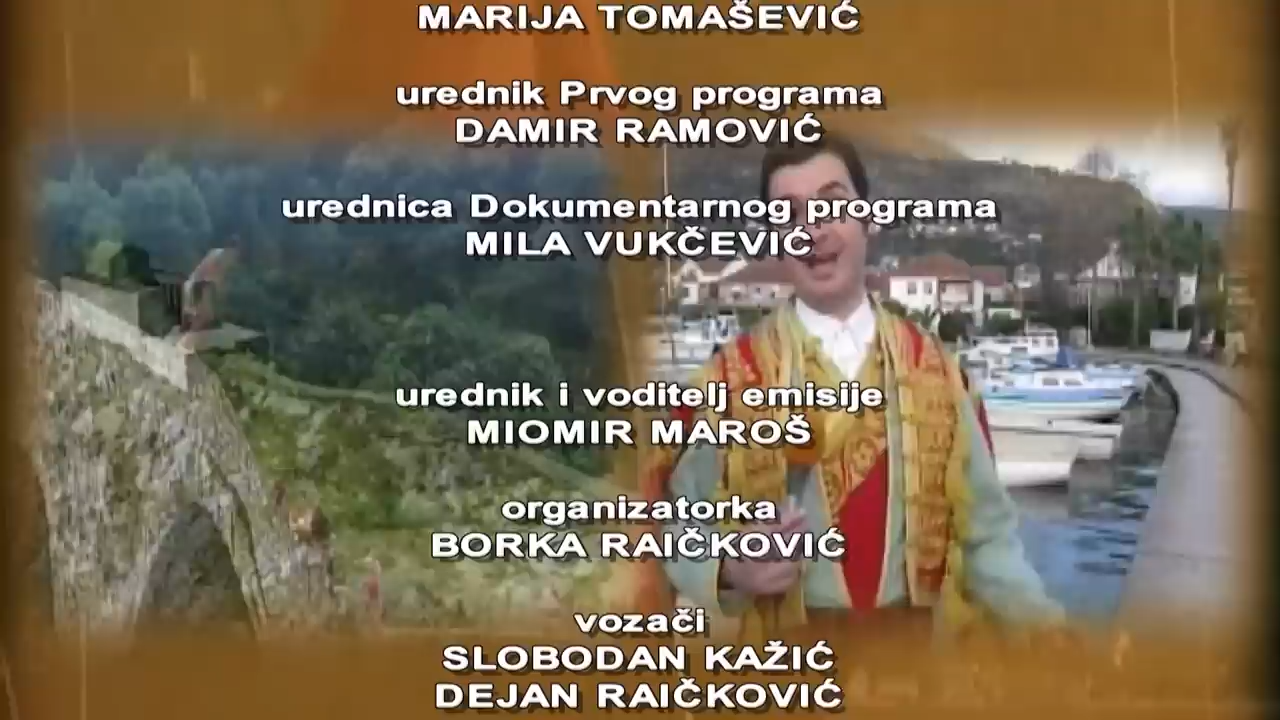 MARIJA TOMAŠEVIĆ
urednik Prvog programa
DAMIR RAMOVIĆ
urednica Dokumentarnog programa
MILA VUKČEVIĆ
urednik i voditelj emisije
MIOMIR MAROŠ
organizatorka
BORKA RAIČKOVIĆ
vozači
SLOBODAN KAŽIĆ
DEJAN RAIČKOVIĆ